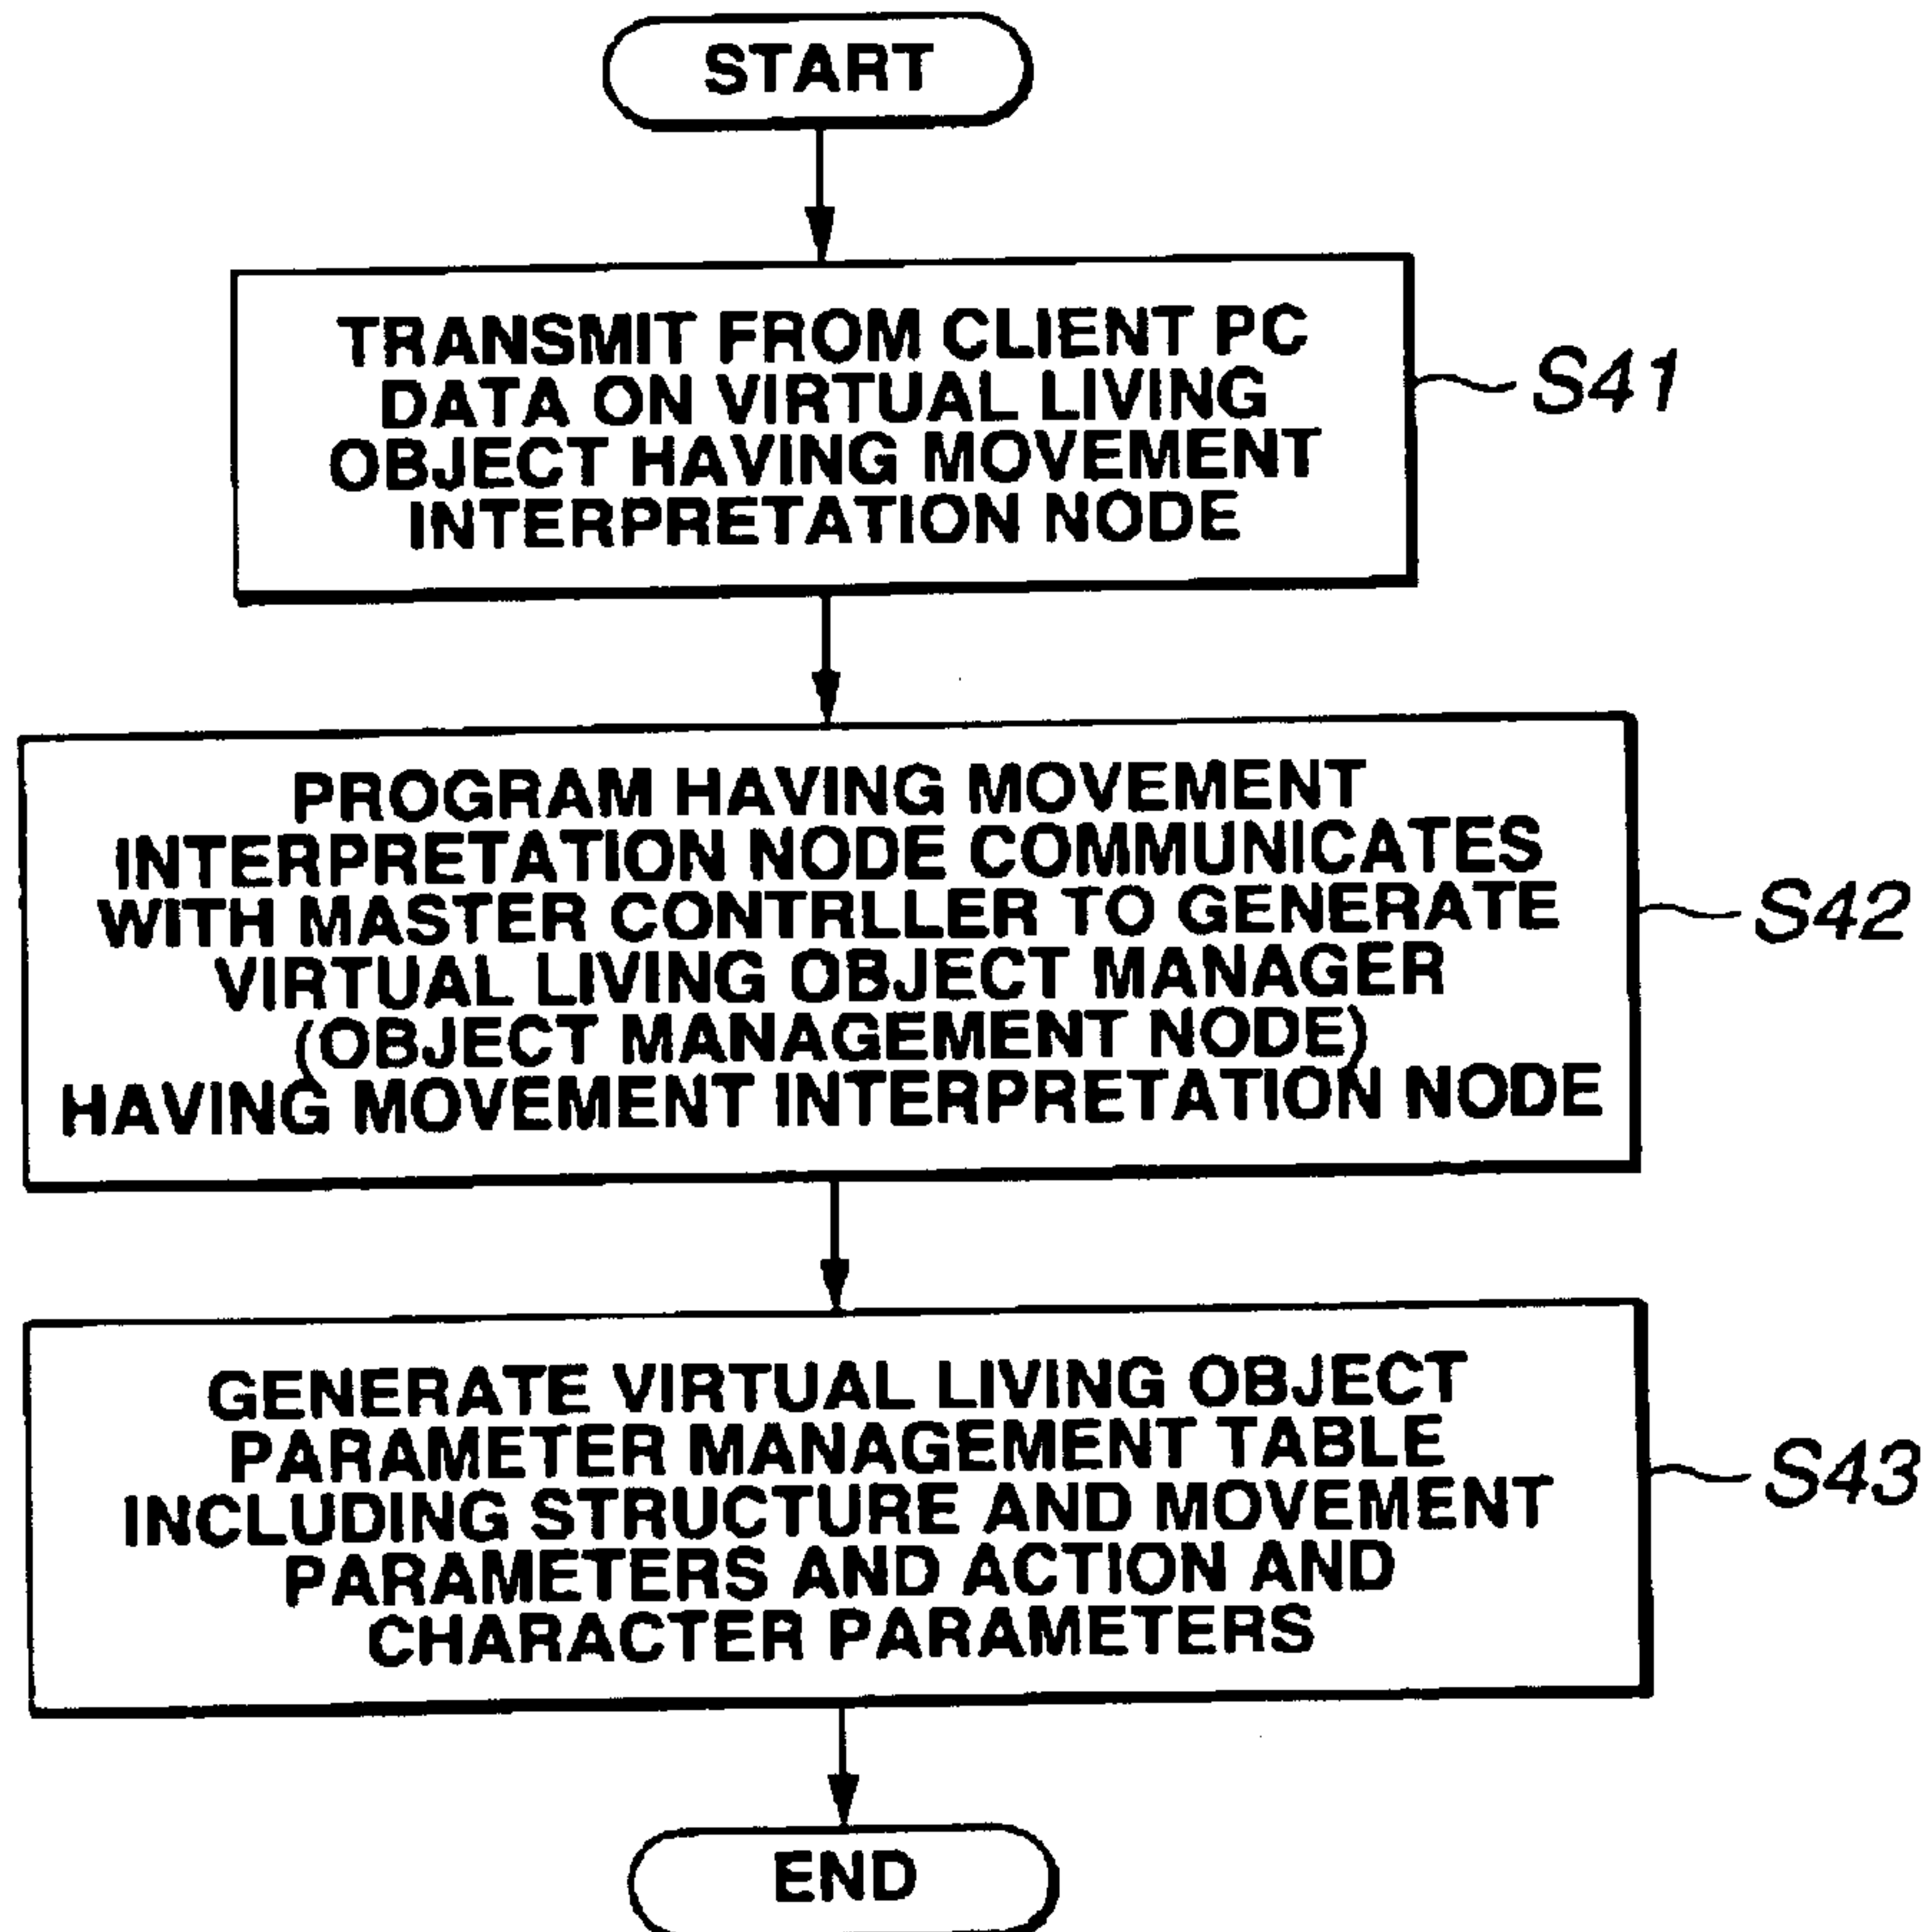 START
TRANSMIT FROM CLIENT PC
DATA ON VIRTUAL LIVING
OBJECT HAVING MOVEMENT
INTERPRETATION NODE
S41
PROGRAM HAVING MOVEMENT
INTERPRETATION NODE COMMUNICATES
WITH MASTER CONTRLLER TO GENERATE
VIRTUAL LIVING OBJECT MANAGER
(OBJECT MANAGEMENT NODE)
HAVING MOVEMENT INTERPRETATION NODE
S42
GENERATE VIRTUAL LIVING OBJECT
PARAMETER MANAGEMENT TABLE
INCLUDING STRUCTURE AND MOVEMENT
PARAMETERS AND ACTION AND
CHARACTER PARAMETERS
S43
END